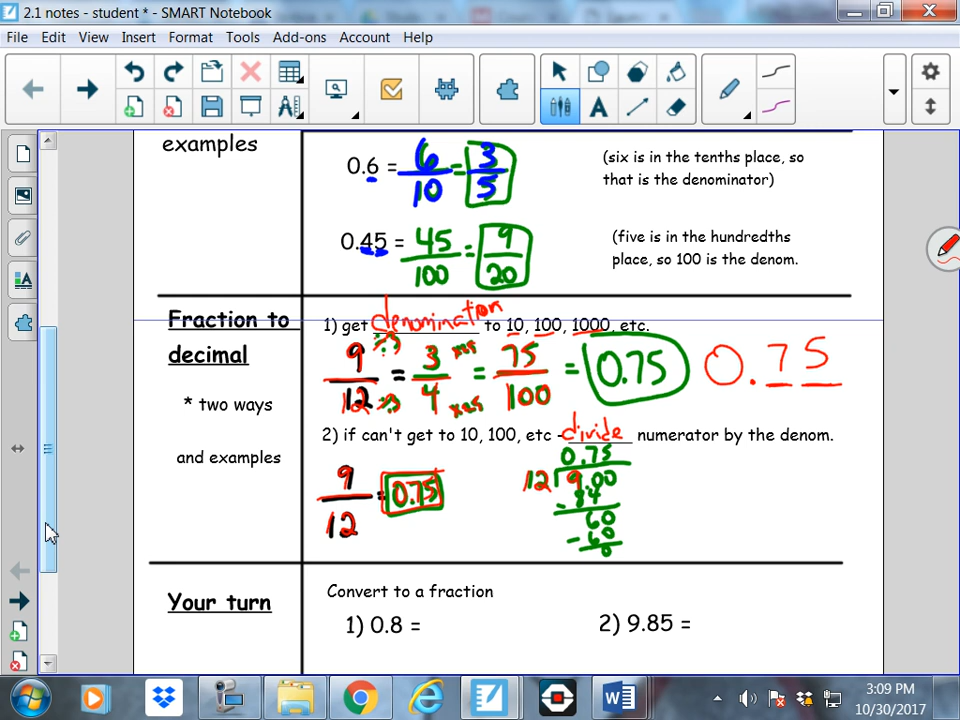 2.1 notes - student * - SMART Notebook
File Edit View Insert Format Tools Add-ons Account Help
examples
0.6 = 6/10 = 3/5
(six is in the tenths place, so
that is the denominator)
0.45 = 45/100 = 9/20
(five is in the hundredths
place, so 100 is the denom.
Fraction to
decimal
* two ways
and examples
1) get denomination to 10, 100, 1000, etc.
9/12 ÷3/÷3 = 3/4 x25/x25 = 75/100 = 0.75 0.75
2) if can't get to 10, 100, etc - divide numerator by the denom.
9/12 = 0.75
0.75
12 9.00
- 84
60
- 60
0
Your turn
Convert to a fraction
1) 0.8 =
2) 9.85 =
3:09 PM
10/30/2017